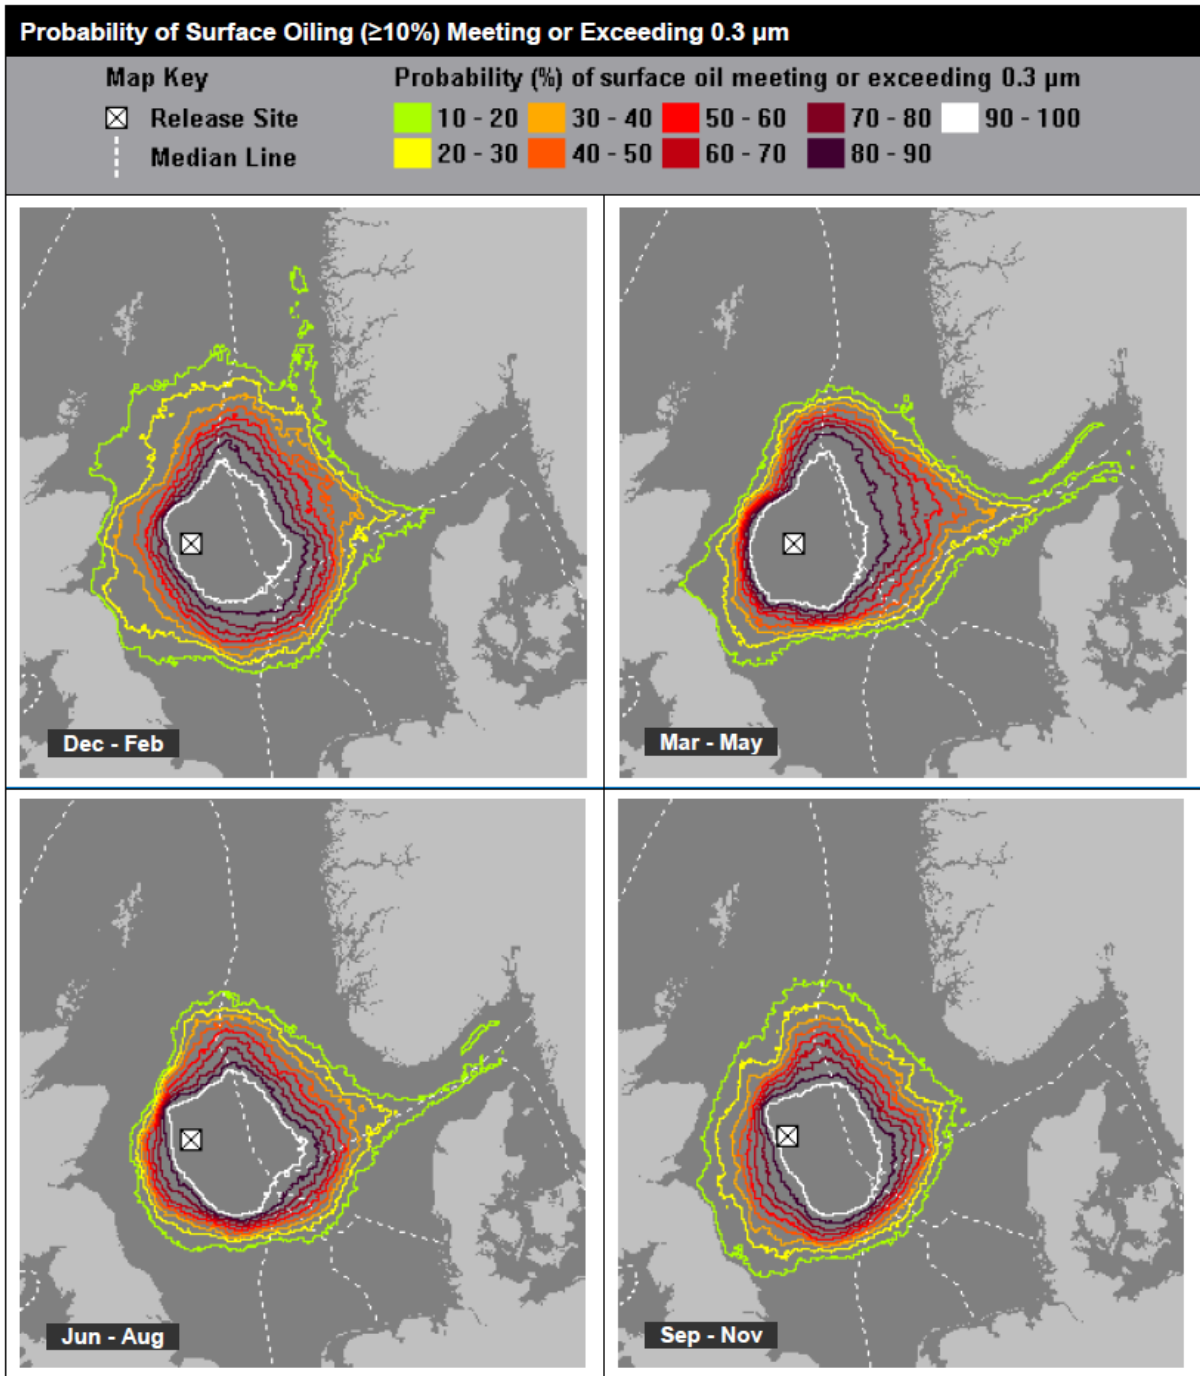 Probability of Surface Oiling (≥10%) Meeting or Exceeding 0.3 µm
Map Key
Probability (%) of surface oil meeting or exceeding 0.3 µm
Release Site
10 - 20
30 - 40
50 - 60
70 - 80
90 - 100
Median Line
20 - 30
40 - 50
60 - 70
80 - 90
Dec - Feb
Mar - May
Jun - Aug
Sep - Nov